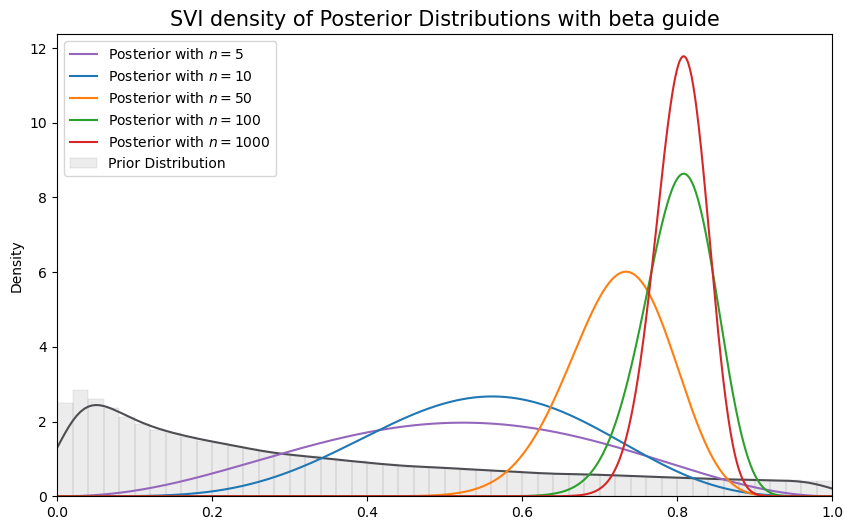 SVI density of Posterior Distributions with beta guide
Posterior with n = 5
Posterior with n = 10
Posterior with n = 50
Posterior with n = 100
Posterior with n = 1000
Prior Distribution
Density
12
10
8
6
4
2
0
0.0 0.2 0.4 0.6 0.8 1.0